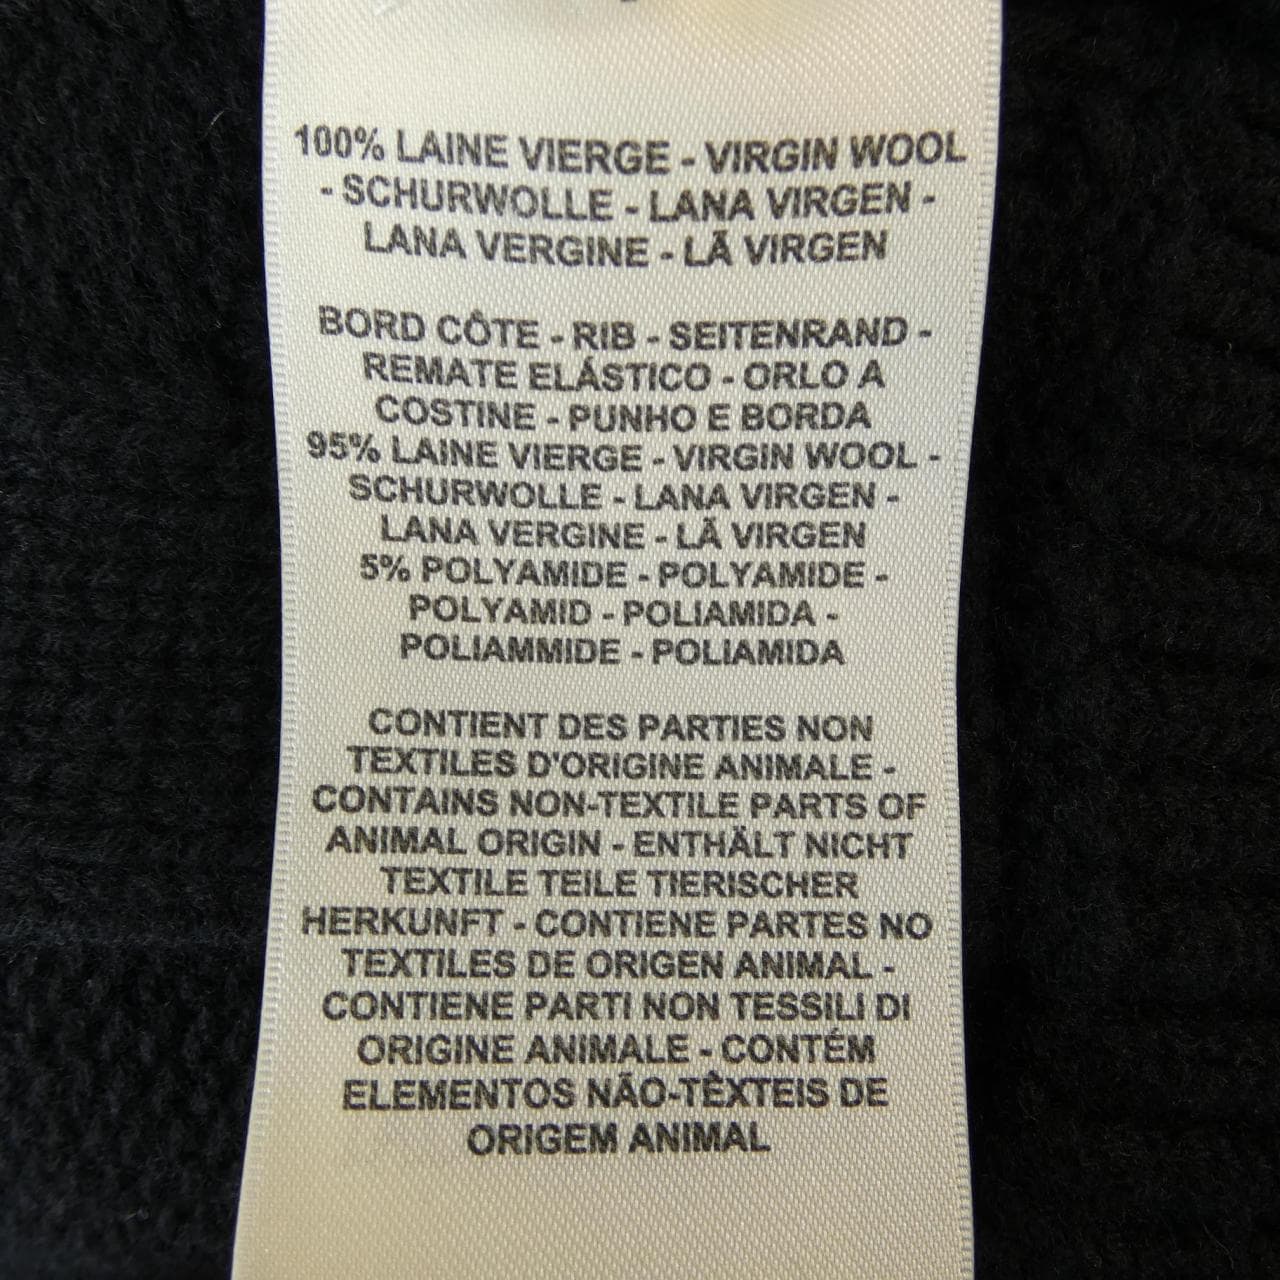 100% LAINE VIERGE - VIRGIN WOOL
- SCHURWOLLE - LANA VIRGEN -
LANA VERGINE - LÃ VIRGEN
BORD CÔTE - RIB - SEITENRAND -
REMATE ELÁSTICO - ORLO A
COSTINE - PUNHO E BORDA
95% LAINE VIERGE - VIRGIN WOOL -
SCHURWOLLE - LANA VIRGEN -
LANA VERGINE - LÃ VIRGEN
5% POLYAMIDE - POLYAMIDE -
POLYAMID - POLIAMIDA -
POLIAMMIDE - POLIAMIDA
CONTIENT DES PARTIES NON
TEXTILES D'ORIGINE ANIMALE -
CONTAINS NON-TEXTILE PARTS OF
ANIMAL ORIGIN - ENTHÄLT NICHT
TEXTILE TEILE TIERISCHER
HERKUNFT - CONTIENE PARTES NO
TEXTILES DE ORIGEN ANIMAL -
CONTIENE PARTI NON TESSILI DI
ORIGINE ANIMALE - CONTÉM
ELEMENTOS NÃO-TÊXTEIS DE
ORIGEM ANIMAL